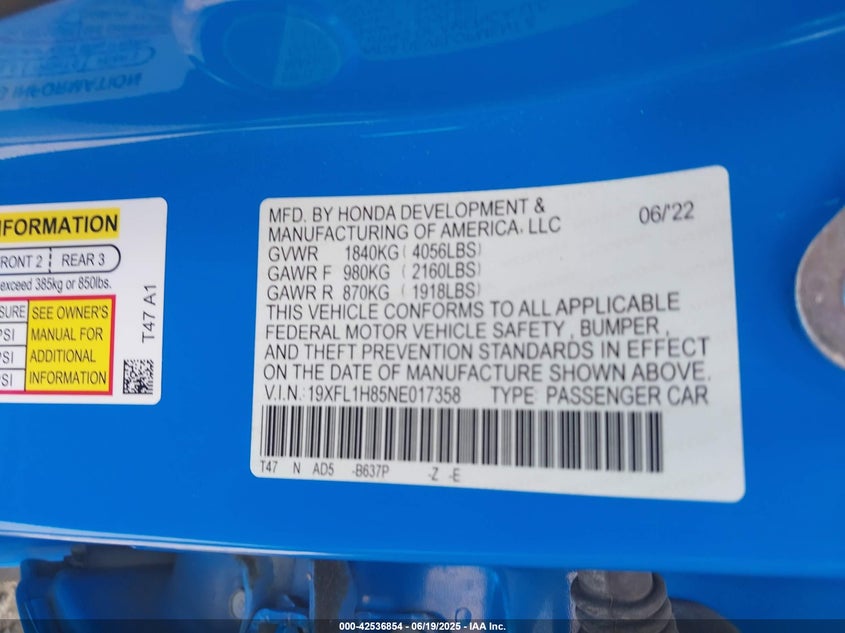 INFORMATION
FRONT 2 REAR 3
exceed 385kg or 850lbs.
SEE OWNER'S
MANUAL FOR
ADDITIONAL
INFORMATION
PSI
PSI
PSI
T47 A1
MFD. BY HONDA DEVELOPMENT & 06/'22
MANUFACTURING OF AMERICA, LLC
GVWR 1840KG ( 4056LBS)
GAWR F 980KG ( 2160LBS)
GAWR R 870KG ( 1918LBS)
THIS VEHICLE CONFORMS TO ALL APPLICABLE
FEDERAL MOTOR VEHICLE SAFETY , BUMPER ,
AND THEFT PREVENTION STANDARDS IN EFFECT
ON THE DATE OF MANUFACTURE SHOWN ABOVE.
V.I.N.: 19XFL1H85NE017358 TYPE: PASSENGER CAR
T47 N AD5 -B637P -Z -E
000-42536854 - 06/19/2025 - IAA Inc.